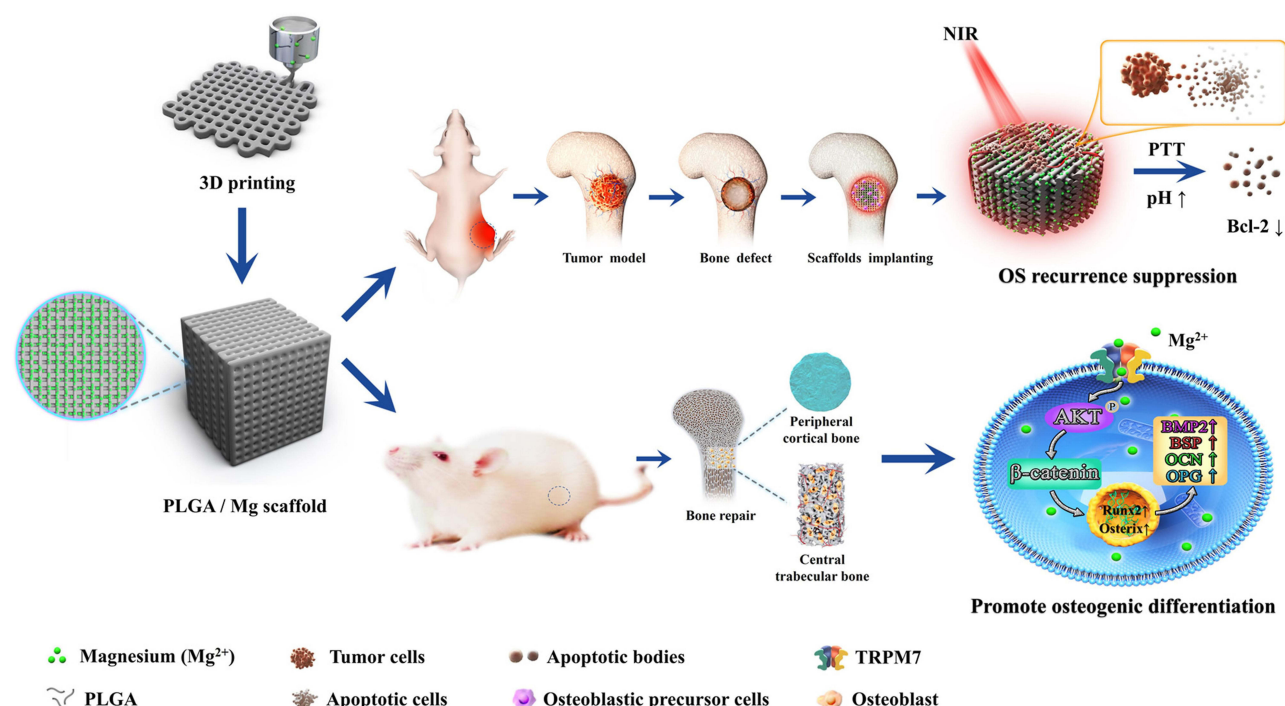 3D printing
PLGA / Mg scaffold
Tumor model
Bone defect
Scaffolds implanting
NIR
PTT
pH ↑
Bcl-2 ↓
OS recurrence suppression
Bone repair
Peripheral
cortical bone
Central
trabecular bone
Mg²⁺
AKT
P
β-catenin
Runx2↑
Osterix↑
BMP2↑
BSP ↑
OCN ↑
OPG ↑
Promote osteogenic differentiation
Magnesium (Mg²⁺)
Tumor cells
Apoptotic bodies
TRPM7
PLGA
Apoptotic cells
Osteoblastic precursor cells
Osteoblast